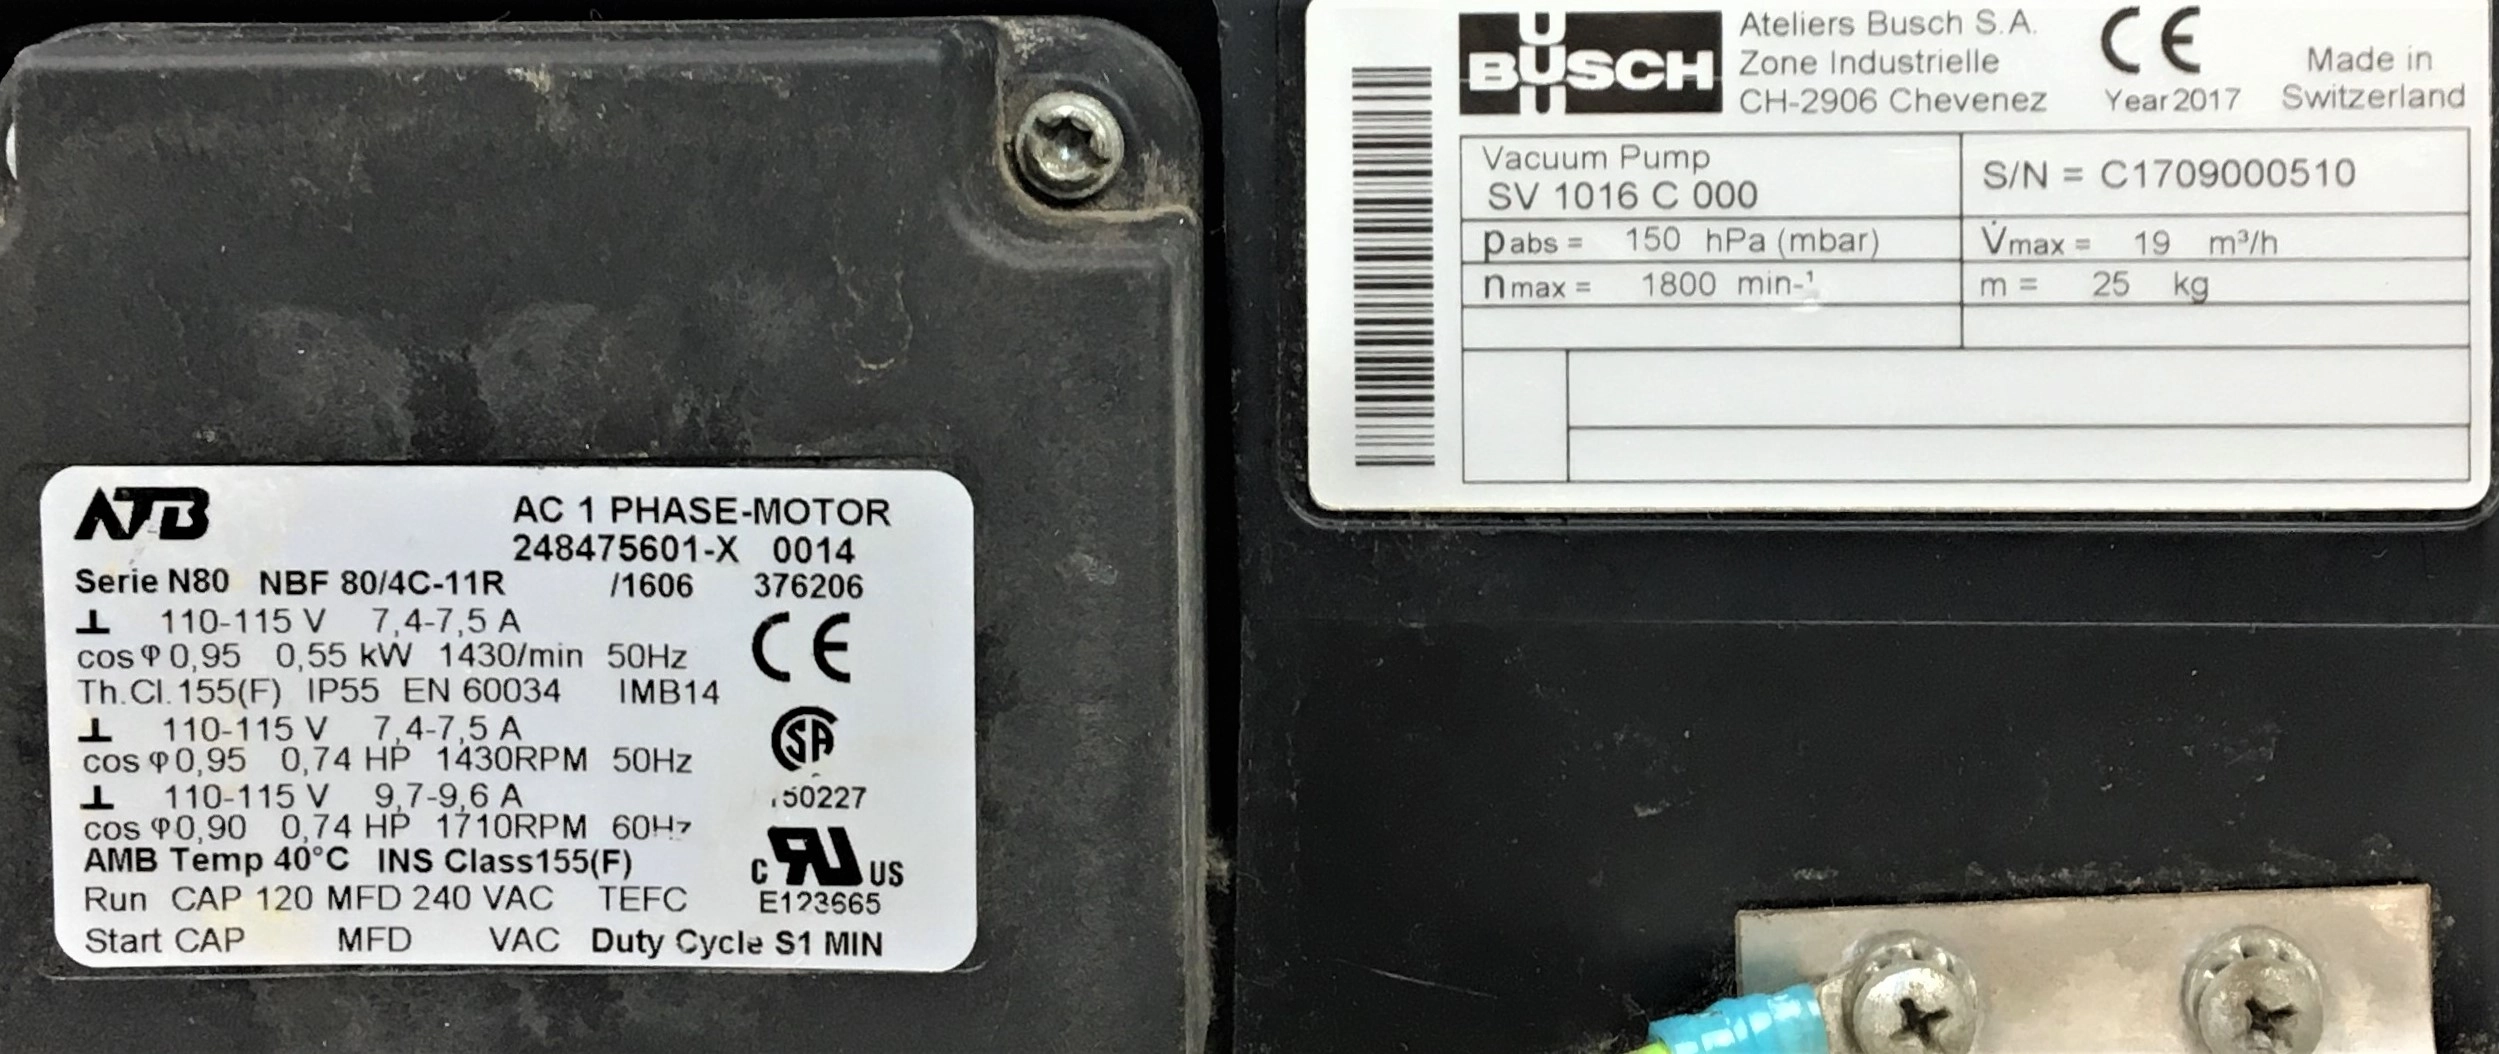 ATB
AC 1 PHASE-MOTOR
248475601-X 0014
Serie N80 NBF 80/4C-11R /1606 376206
⊥ 110-115 V 7,4-7,5 A
cos φ 0,95 0,55 kW 1430/min 50Hz
CE
Th.Cl.155(F) IP55 EN 60034 IMB14
⊥ 110-115 V 7,4-7,5 A
cos φ 0,95 0,74 HP 1430RPM 50Hz
SA
⊥ 110-115 V 9,7-9,6 A
cos φ 0,90 0,74 HP 1710RPM 60Hz
AMB Temp 40°C INS Class155(F)
C RU US
Run CAP 120 MFD 240 VAC TEFC
E123665
Start CAP MFD VAC Duty Cycle S1 MIN
BUSCH
U
U
Ateliers Busch S.A.
Zone Industrielle
CH-2906 Chevenez
CE
Year 2017
Made in
Switzerland
Vacuum Pump
SV 1016 C 000
S/N = C1709000510
pabs = 150 hPa (mbar)
V̇max = 19 m³/h
nmax = 1800 min-¹
m = 25 kg